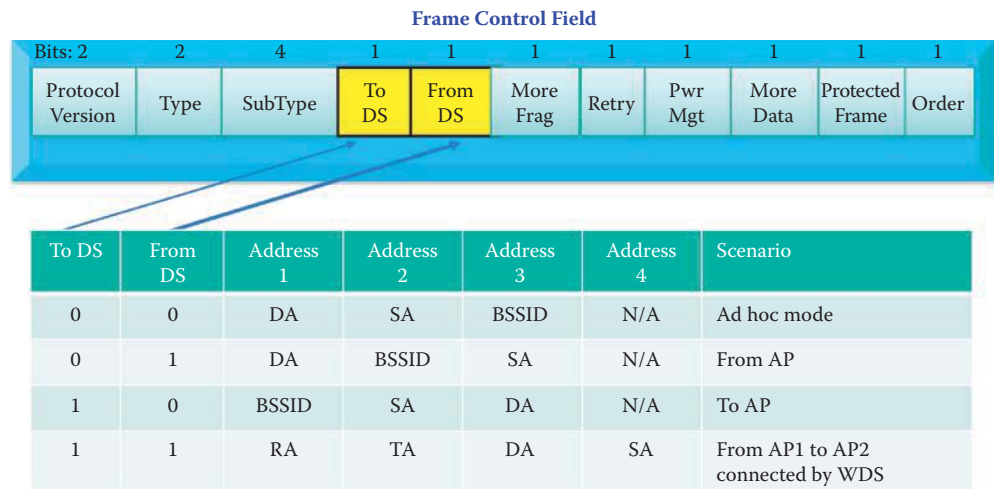 Frame Control Field
Bits: 2 2 4 1 1 1 1 1 1 1 1
Protocol Version Type SubType To DS From DS More Frag Retry Pwr Mgt More Data Protected Frame Order
To DS From DS Address 1 Address 2 Address 3 Address 4 Scenario
0 0 DA SA BSSID N/A Ad hoc mode
0 1 DA BSSID SA N/A From AP
1 0 BSSID SA DA N/A To AP
1 1 RA TA DA SA From AP1 to AP2
connected by WDS